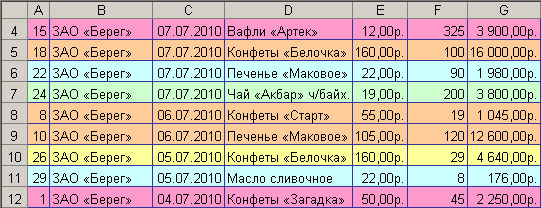 A B C D E F G
4 15 ЗАО «Берег» 07.07.2010 Вафли «Артек» 12,00р. 325 3 900,00р.
5 18 ЗАО «Берег» 07.07.2010 Конфеты «Белочка» 160,00р. 100 16 000,00р.
6 22 ЗАО «Берег» 07.07.2010 Печенье «Маковое» 22,00р. 90 1 980,00р.
7 24 ЗАО «Берег» 07.07.2010 Чай «Акбар» ч/байх. 19,00р. 200 3 800,00р.
8 8 ЗАО «Берег» 06.07.2010 Конфеты «Старт» 55,00р. 19 1 045,00р.
9 10 ЗАО «Берег» 06.07.2010 Печенье «Маковое» 105,00р. 120 12 600,00р.
10 26 ЗАО «Берег» 05.07.2010 Конфеты «Белочка» 160,00р. 29 4 640,00р.
11 29 ЗАО «Берег» 05.07.2010 Масло сливочное 22,00р. 8 176,00р.
12 1 ЗАО «Берег» 04.07.2010 Конфеты «Загадка» 50,00р. 45 2 250,00р.